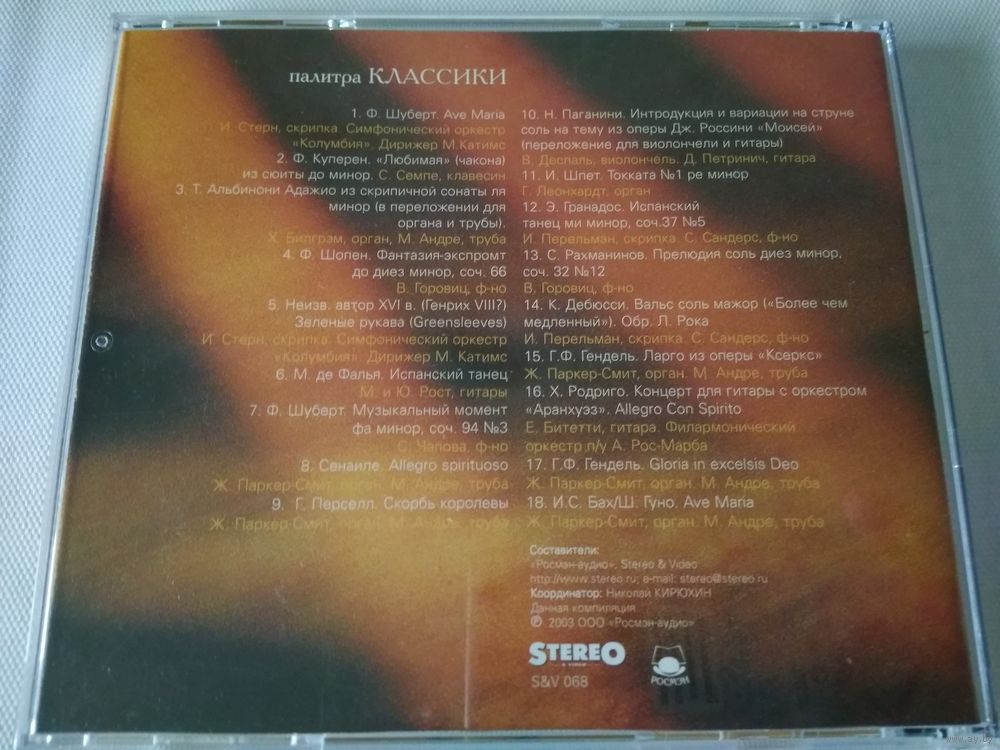 палитра КЛАССИКИ
1. Ф. Шуберт. Ave Maria
И. Стерн, скрипка. Симфонический оркестр
«Колумбия». Дирижер М.Катимс
2. Ф. Куперен. «Любимая» (чакона)
из сюиты до минор. С. Семпе, клавесин
3. Т. Альбинони Адажио из скрипичной сонаты ля
минор (в переложении для
органа и трубы).
Х. Билгрэм, орган, М. Андре, труба
4. Ф. Шопен. Фантазия-экспромт
до диез минор, соч. 66
В. Горовиц, ф-но
5. Неизв. автор XVI в. (Генрих VIII?)
Зеленые рукава (Greensleeves)
И. Стерн, скрипка. Симфонический оркестр
«Колумбия». Дирижер М. Катимс
6. М. де Фалья. Испанский танец
М. и Ю. Рост, гитары
7. Ф. Шуберт. Музыкальный момент
фа минор, соч. 94 №3
С. Чапова, ф-но
8. Сенаиле. Allegro spirituoso
Ж. Паркер-Смит, орган. М. Андре, труба
9. Г. Перселл. Скорбь королевы
Ж. Паркер-Смит, орган. М. Андре, труба
10. Н. Паганини. Интродукция и вариации на струне
соль на тему из оперы Дж. Россини «Моисей»
(переложение для виолончели и гитары)
В. Деспаль, виолончель. Д. Петринич, гитара
11. И. Шпет. Токката №1 ре минор
Г. Леонхардт, орган
12. Э. Гранадос. Испанский
танец ми минор, соч.37 №5
И. Перельман, скрипка. С. Сандерс, ф-но
13. С. Рахманинов. Прелюдия соль диез минор,
соч. 32 №12
В. Горовиц, ф-но
14. К. Дебюсси. Вальс соль мажор («Более чем
медленный»). Обр. Л. Рока
И. Перельман, скрипка. С. Сандерс, ф-но
15. Г.Ф. Гендель. Ларго из оперы «Ксеркс»
Ж. Паркер-Смит, орган. М. Андре, труба
16. Х. Родриго. Концерт для гитары с оркестром
«Аранхуэз». Allegro Con Spirito
Е. Битетти, гитара. Филармонический
оркестр п/у А. Рос-Марба
17. Г.Ф. Гендель. Gloria in excelsis Deo
Ж. Паркер-Смит, орган. М. Андре, труба
18. И.С. Бах/Ш. Гуно. Ave Maria
Ж. Паркер-Смит, орган. М. Андре, труба
Составители:
«Росмэн-аудио», Stereo & Video
http://www.stereo.ru; e-mail: stereo@stereo.ru
Координатор: Николай КИРЮХИН
Данная компиляция
℗ 2003 ООО «Росмэн-аудио»
STEREO
& VIDEO
S&V 068
РОСМЭН
www.ay.by